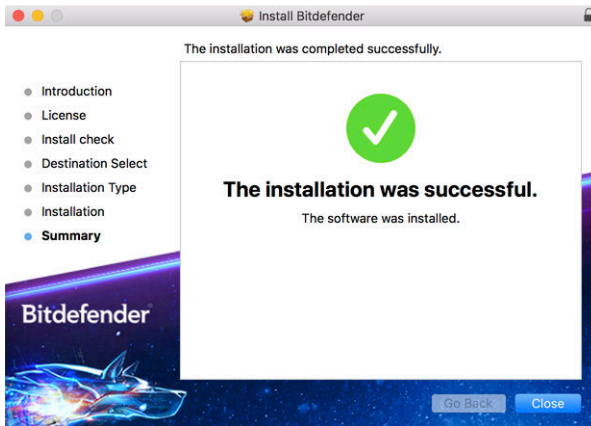 Install Bitdefender
The installation was completed successfully.
Introduction
License
Install check
Destination Select
Installation Type
Installation
Summary
The installation was successful.
The software was installed.
Bitdefender
Go Back
Close